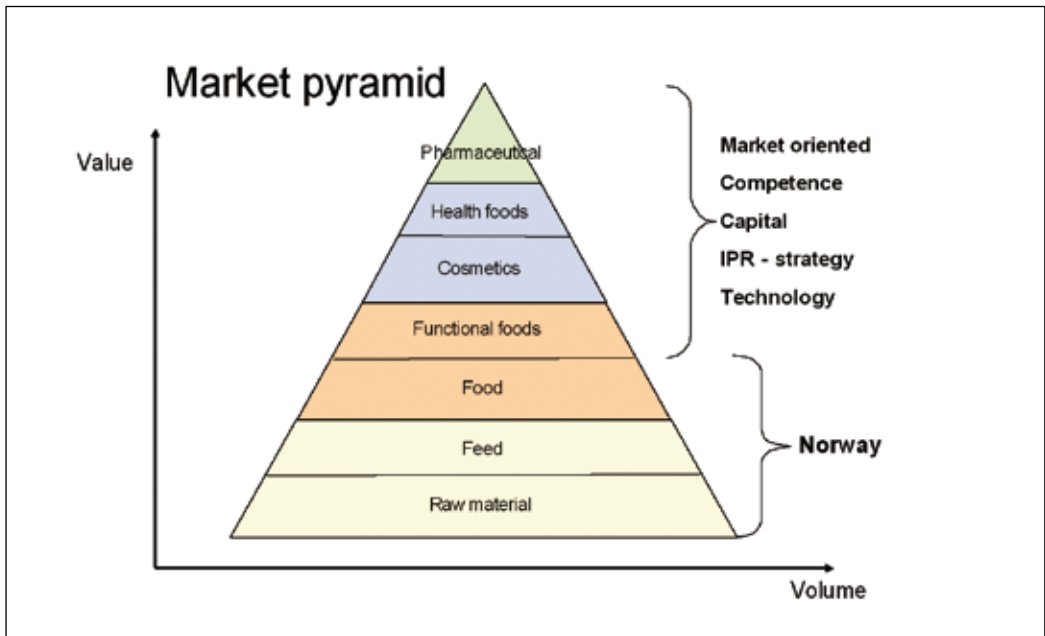 Market pyramid
Value
Pharmaceutical
Health foods
Cosmetics
Functional foods
Food
Feed
Raw material
Market oriented
Competence
Capital
IPR - strategy
Technology
Norway
Volume